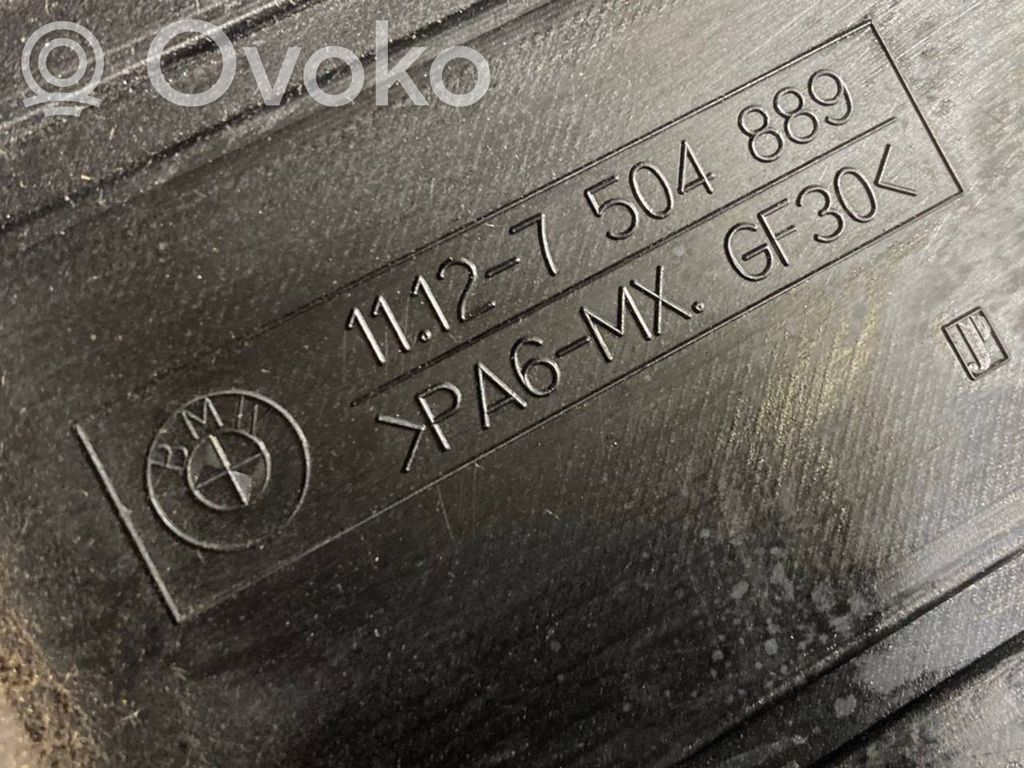 Ovoko
11.12-7 504 889
>PA6-MX. GF30<
BMW